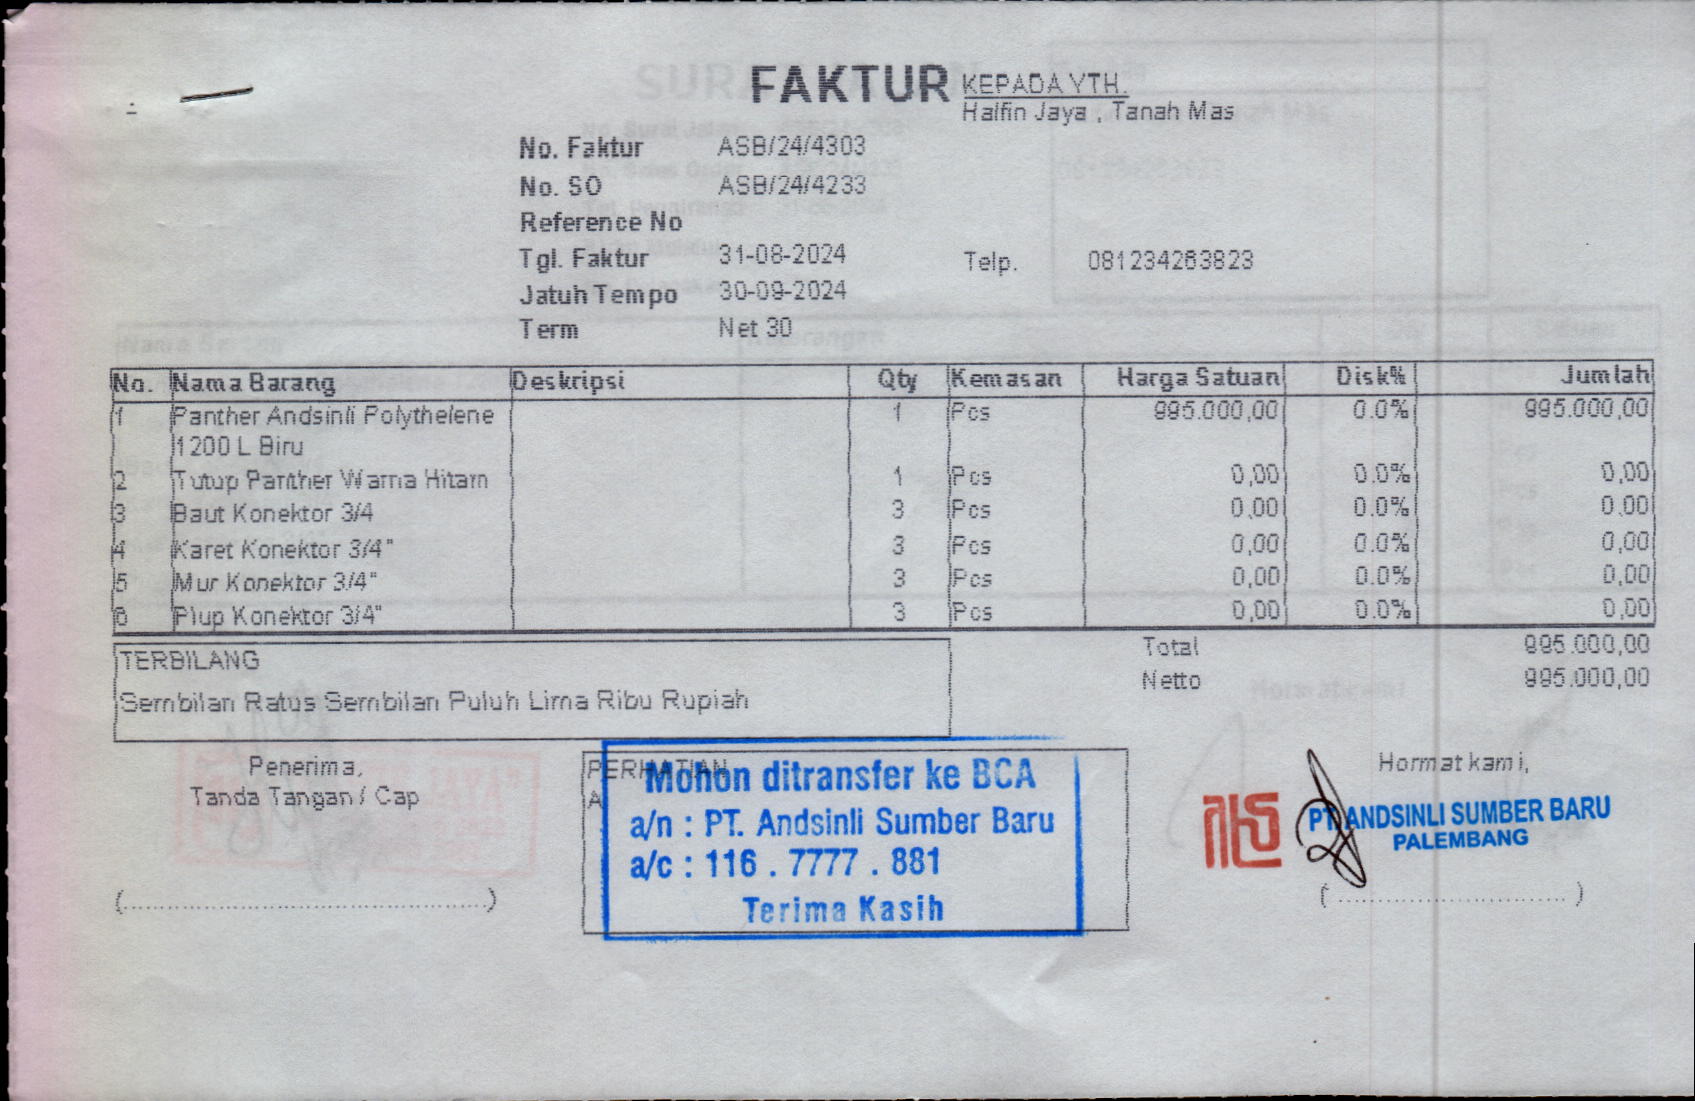 FAKTUR
KEPADA YTH.
Halfin Jaya , Tanah Mas
No. Faktur ASB/24/4303
No. SO ASB/24/4233
Reference No
Tgl. Faktur 31-08-2024
Telp. 081234263823
Jatuh Tempo 30-09-2024
Term Net 30
No. Nama Barang Deskripsi Qty Kemasan Harga Satuan Disk% Jumlah
1 Panther Andsinli Polythelene 1 Pcs 995.000,00 0.0% 995.000,00
1200 L Biru
2 Tutup Panther Warna Hitam 1 Pcs 0,00 0.0% 0,00
3 Baut Konektor 3/4 3 Pcs 0,00 0.0% 0,00
4 Karet Konektor 3/4" 3 Pcs 0,00 0.0% 0,00
5 Mur Konektor 3/4" 3 Pcs 0,00 0.0% 0,00
6 Plup Konektor 3/4" 3 Pcs 0,00 0.0% 0,00
Total 995.000,00
Netto 995.000,00
TERBILANG
Sembilan Ratus Sembilan Puluh Lima Ribu Rupiah
Penerima,
Tanda Tangan / Cap
PERHATIAN
Mohon ditransfer ke BCA
a/n : PT. Andsinli Sumber Baru
a/c : 116 . 7777 . 881
Terima Kasih
Hormat kami,
PT. ANDSINLI SUMBER BARU
PALEMBANG